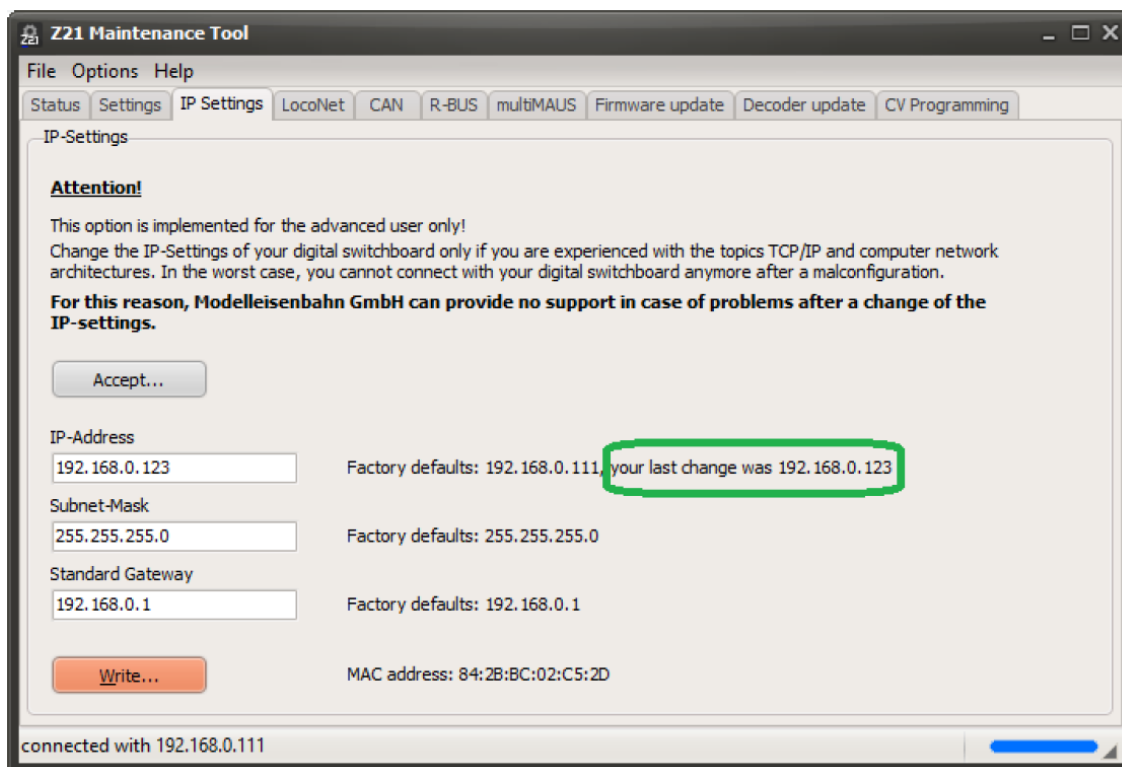 Z21 Maintenance Tool
File Options Help
Status Settings IP Settings LocoNet CAN R-BUS multiMAUS Firmware update Decoder update CV Programming
IP-Settings
Attention!
This option is implemented for the advanced user only!
Change the IP-Settings of your digital switchboard only if you are experienced with the topics TCP/IP and computer network
architectures. In the worst case, you cannot connect with your digital switchboard anymore after a malconfiguration.
For this reason, Modelleisenbahn GmbH can provide no support in case of problems after a change of the
IP-settings.
Accept...
IP-Address
192.168.0.123 Factory defaults: 192.168.0.111, your last change was 192.168.0.123
Subnet-Mask
255.255.255.0 Factory defaults: 255.255.255.0
Standard Gateway
192.168.0.1 Factory defaults: 192.168.0.1
Write... MAC address: 84:2B:BC:02:C5:2D
connected with 192.168.0.111